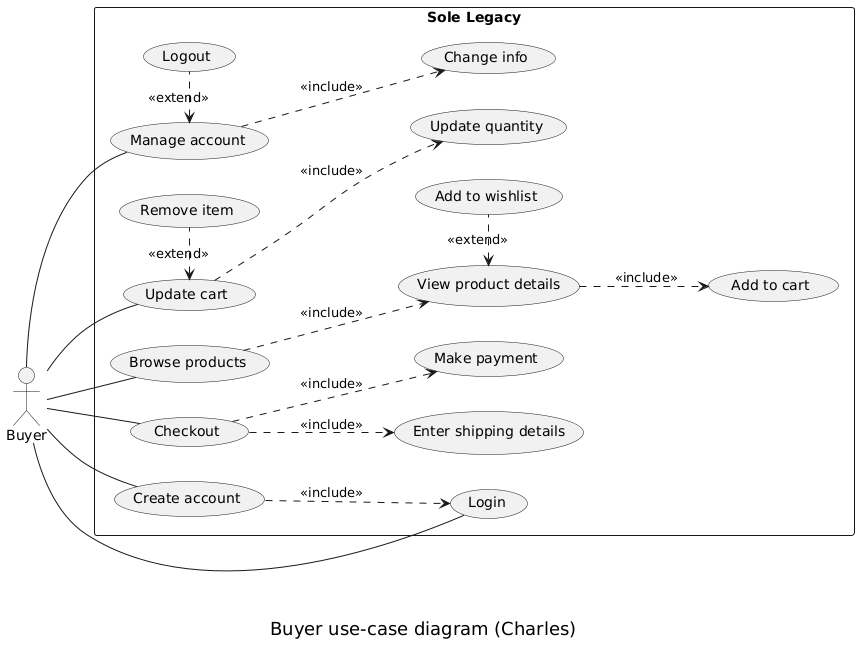 Sole Legacy
Logout
Change info
«include»
«extend»
Manage account
Update quantity
«include»
Remove item
Add to wishlist
«extend»
«extend»
Update cart
View product details
«include»
Add to cart
«include»
Browse products
Make payment
«include»
Checkout
«include»
Enter shipping details
Buyer
Create account
«include»
Login
Buyer use-case diagram (Charles)